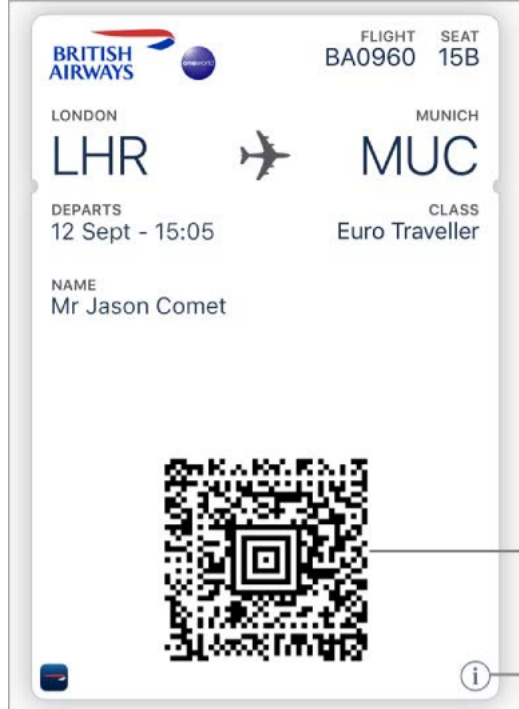 BRITISH
AIRWAYS
oneworld
FLIGHT SEAT
BA0960 15B
LONDON MUNICH
LHR MUC
DEPARTS CLASS
12 Sept - 15:05 Euro Traveller
NAME
Mr Jason Comet
i